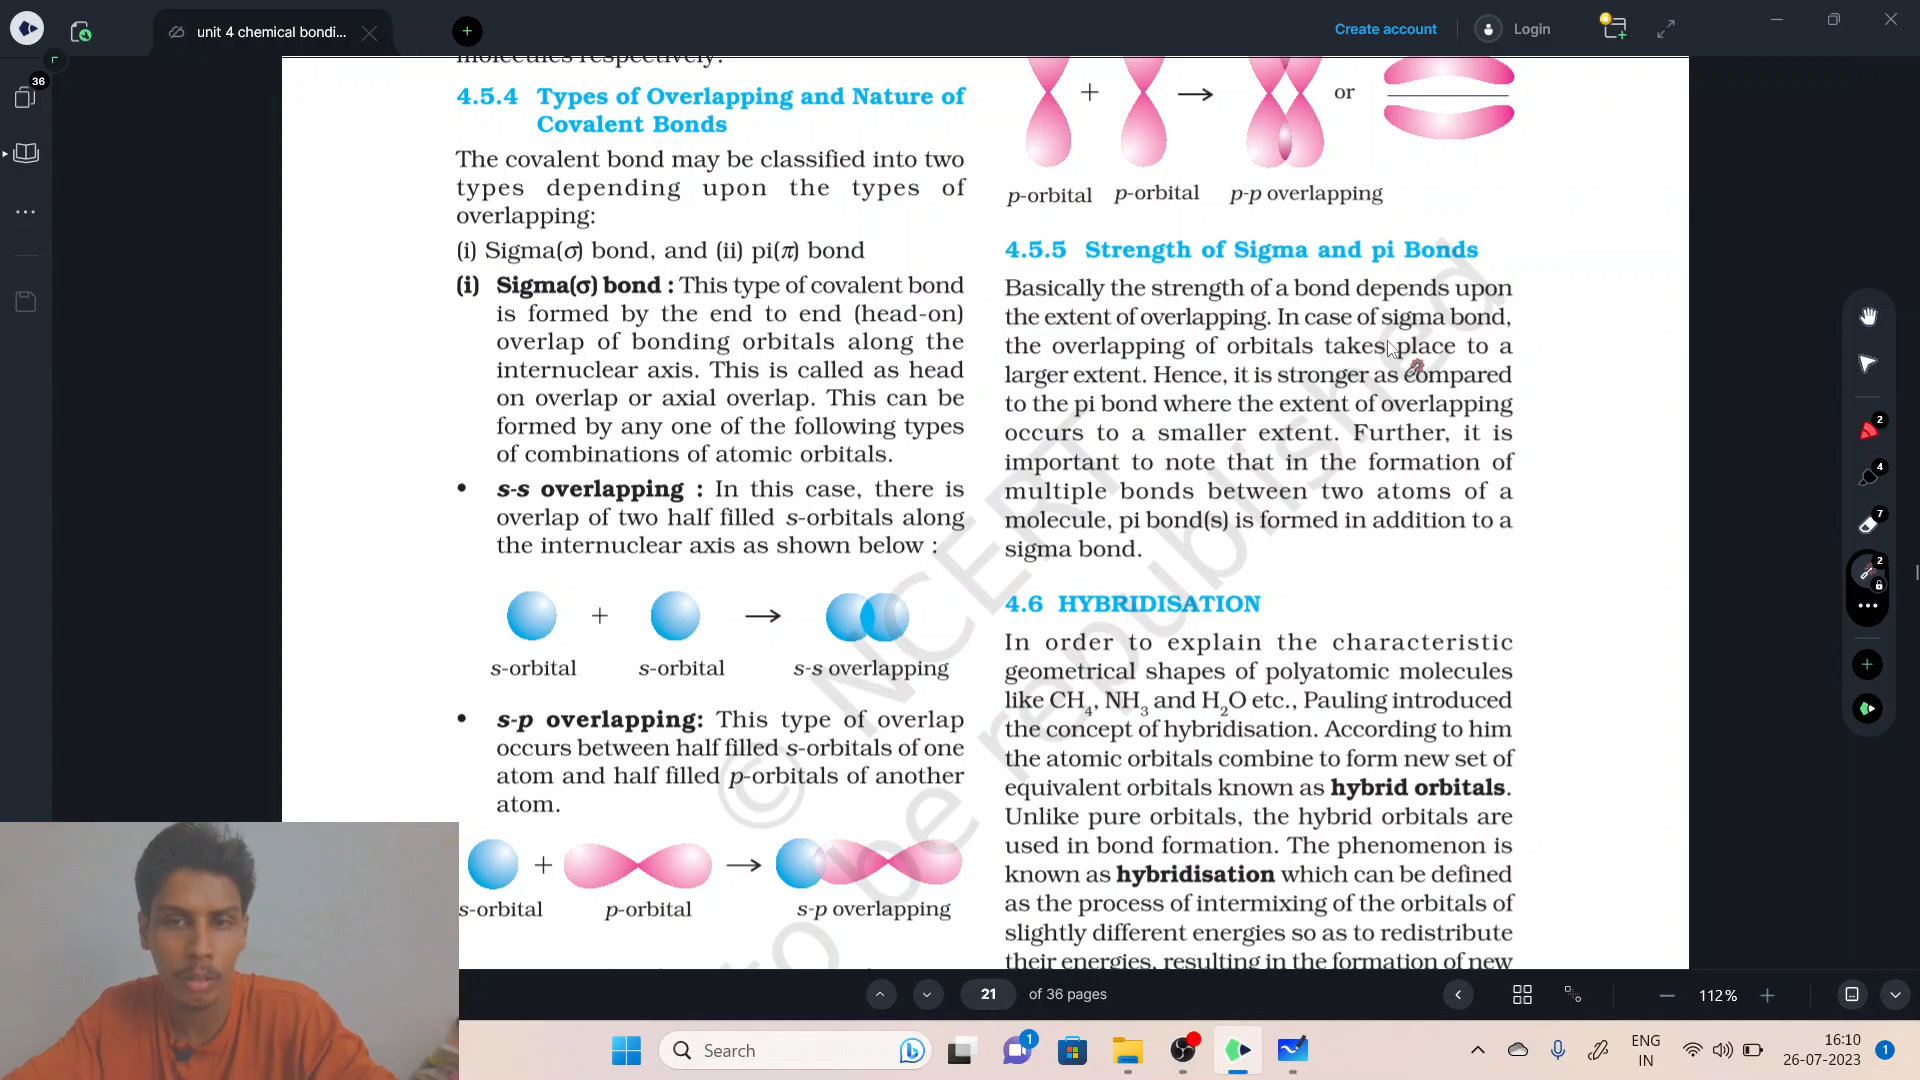 unit 4 chemical bondi...
Create account
Login
36
molecules respectively.
4.5.4 Types of Overlapping and Nature of
Covalent Bonds
The covalent bond may be classified into two
types depending upon the types of
overlapping:
(i) Sigma(σ) bond, and (ii) pi(π) bond
(i) Sigma(σ) bond : This type of covalent bond
is formed by the end to end (head-on)
overlap of bonding orbitals along the
internuclear axis. This is called as head
on overlap or axial overlap. This can be
formed by any one of the following types
of combinations of atomic orbitals.
• s-s overlapping : In this case, there is
overlap of two half filled s-orbitals along
the internuclear axis as shown below :
+ →
s-orbital s-orbital s-s overlapping
• s-p overlapping: This type of overlap
occurs between half filled s-orbitals of one
atom and half filled p-orbitals of another
atom.
+ →
s-orbital p-orbital s-p overlapping
+ → or
p-orbital p-orbital p-p overlapping
4.5.5 Strength of Sigma and pi Bonds
Basically the strength of a bond depends upon
the extent of overlapping. In case of sigma bond,
the overlapping of orbitals takes place to a
larger extent. Hence, it is stronger as compared
to the pi bond where the extent of overlapping
occurs to a smaller extent. Further, it is
important to note that in the formation of
multiple bonds between two atoms of a
molecule, pi bond(s) is formed in addition to a
sigma bond.
4.6 HYBRIDISATION
In order to explain the characteristic
geometrical shapes of polyatomic molecules
like CH₄, NH₃ and H₂O etc., Pauling introduced
the concept of hybridisation. According to him
the atomic orbitals combine to form new set of
equivalent orbitals known as hybrid orbitals.
Unlike pure orbitals, the hybrid orbitals are
used in bond formation. The phenomenon is
known as hybridisation which can be defined
as the process of intermixing of the orbitals of
slightly different energies so as to redistribute
their energies, resulting in the formation of new
© NCERT
to be republished
2
4
7
2
21 of 36 pages
112%
Search
1
ENG
IN
16:10
26-07-2023
1